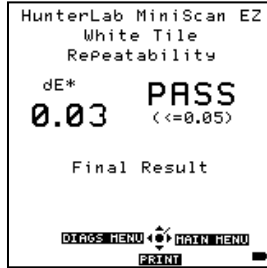 HunterLab MiniScan EZ
White Tile
Repeatability
dE* PASS
0.03 (<=0.05)
Final Result
DIAGS MENU MAIN MENU
PRINT